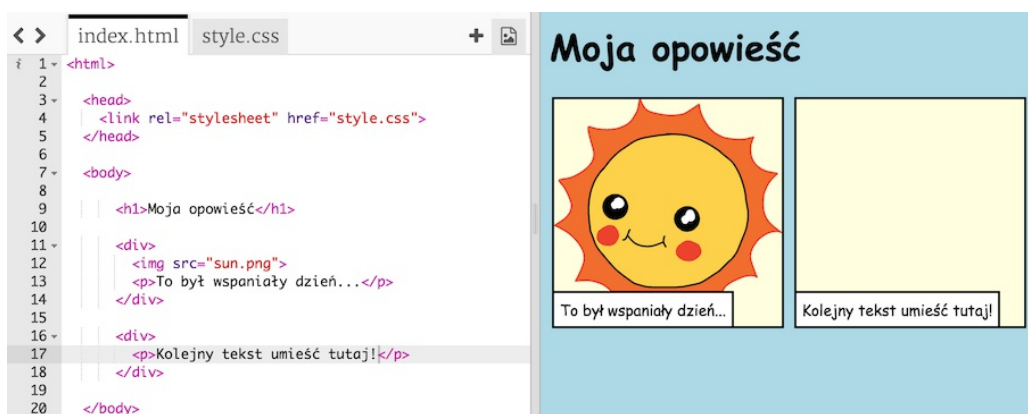 index.html style.css
i 1 <html>
2
3 <head>
4 <link rel="stylesheet" href="style.css">
5 </head>
6
7 <body>
8
9 <h1>Moja opowieść</h1>
10
11 <div>
12 <img src="sun.png">
13 <p>To był wspaniały dzień...</p>
14 </div>
15
16 <div>
17 <p>Kolejny tekst umieść tutaj!</p>
18 </div>
19
20 </body>
Moja opowieść
To był wspaniały dzień...
Kolejny tekst umieść tutaj!